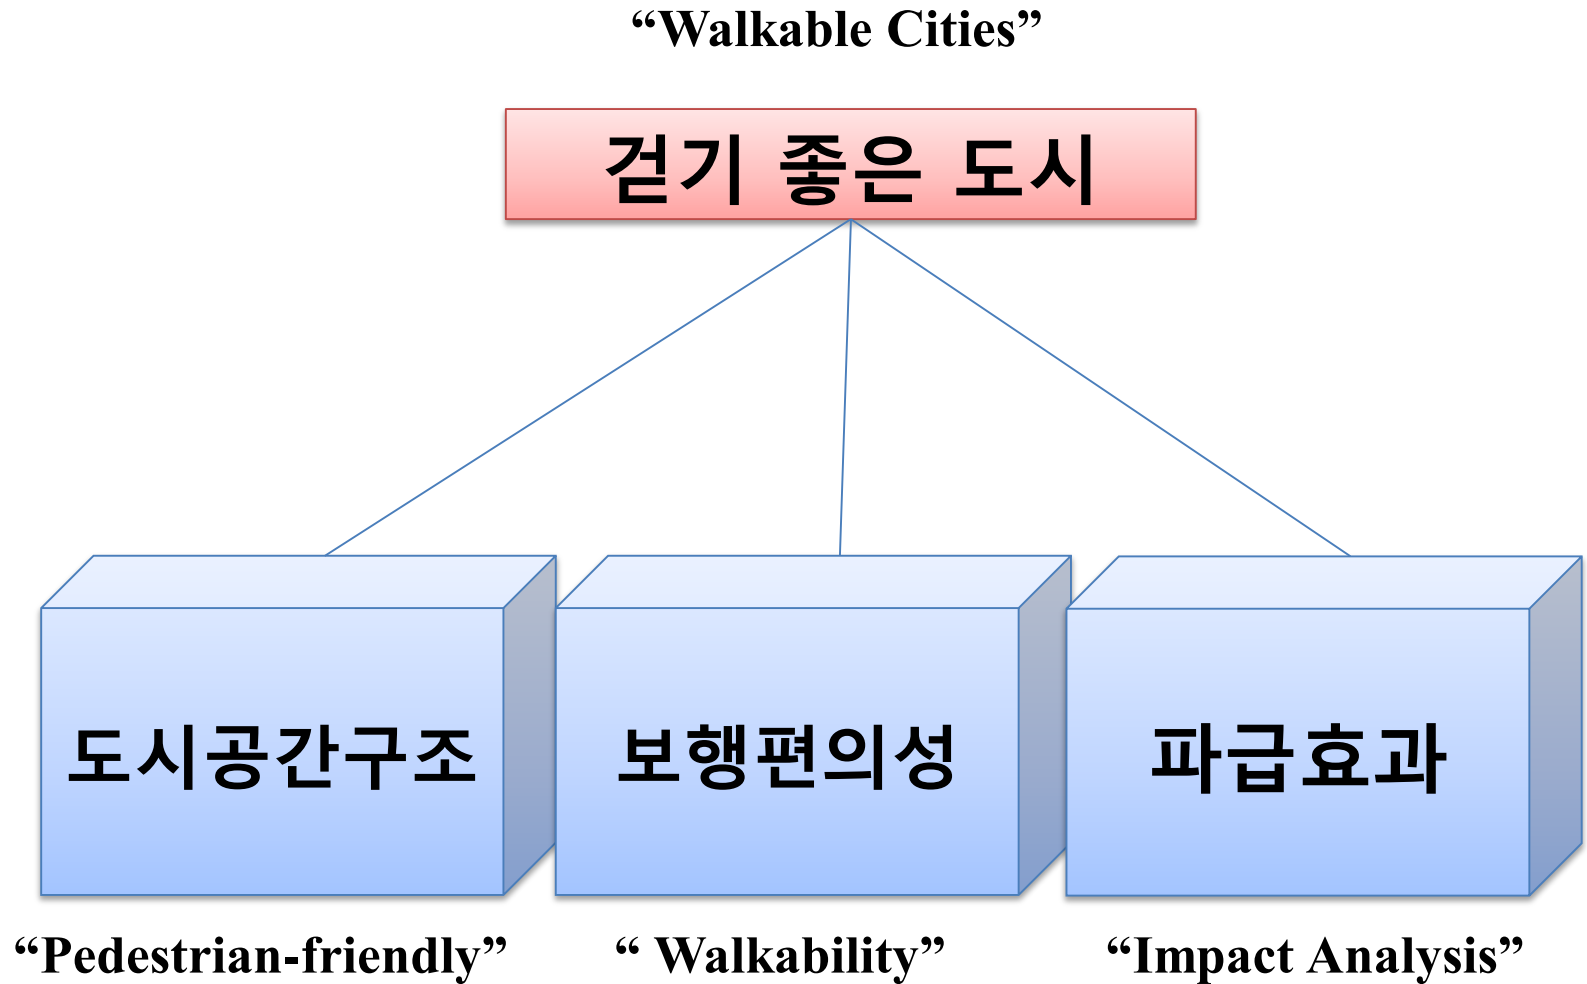 “Walkable Cities”
걷기 좋은 도시
도시공간구조
보행편의성
파급효과
“Pedestrian-friendly”
“ Walkability”
“Impact Analysis”